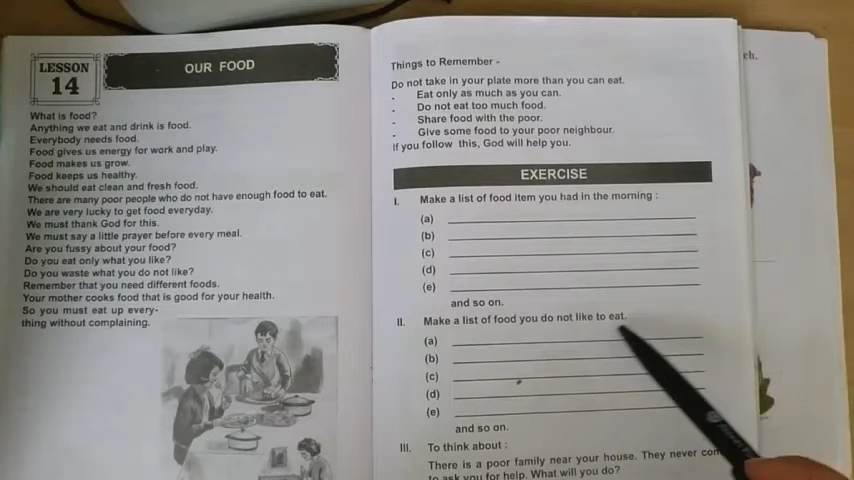 LESSON
14
OUR FOOD
What is food?
Anything we eat and drink is food.
Everybody needs food.
Food gives us energy for work and play.
Food makes us grow.
Food keeps us healthy.
We should eat clean and fresh food.
There are many poor people who do not have enough food to eat.
We are very lucky to get food everyday.
We must thank God for this.
We must say a little prayer before every meal.
Are you fussy about your food?
Do you eat only what you like?
Do you waste what you do not like?
Remember that you need different foods.
Your mother cooks food that is good for your health.
So you must eat up every-
thing without complaining.
Things to Remember -
Do not take in your plate more than you can eat.
- Eat only as much as you can.
- Do not eat too much food.
- Share food with the poor.
- Give some food to your poor neighbour.
If you follow this, God will help you.
EXERCISE
I. Make a list of food item you had in the morning :
(a)
(b)
(c)
(d)
(e)
and so on.
II. Make a list of food you do not like to eat.
(a)
(b)
(c)
(d)
(e)
and so on.
III. To think about :
There is a poor family near your house. They never
to ask you for help. What will you do?
ch.